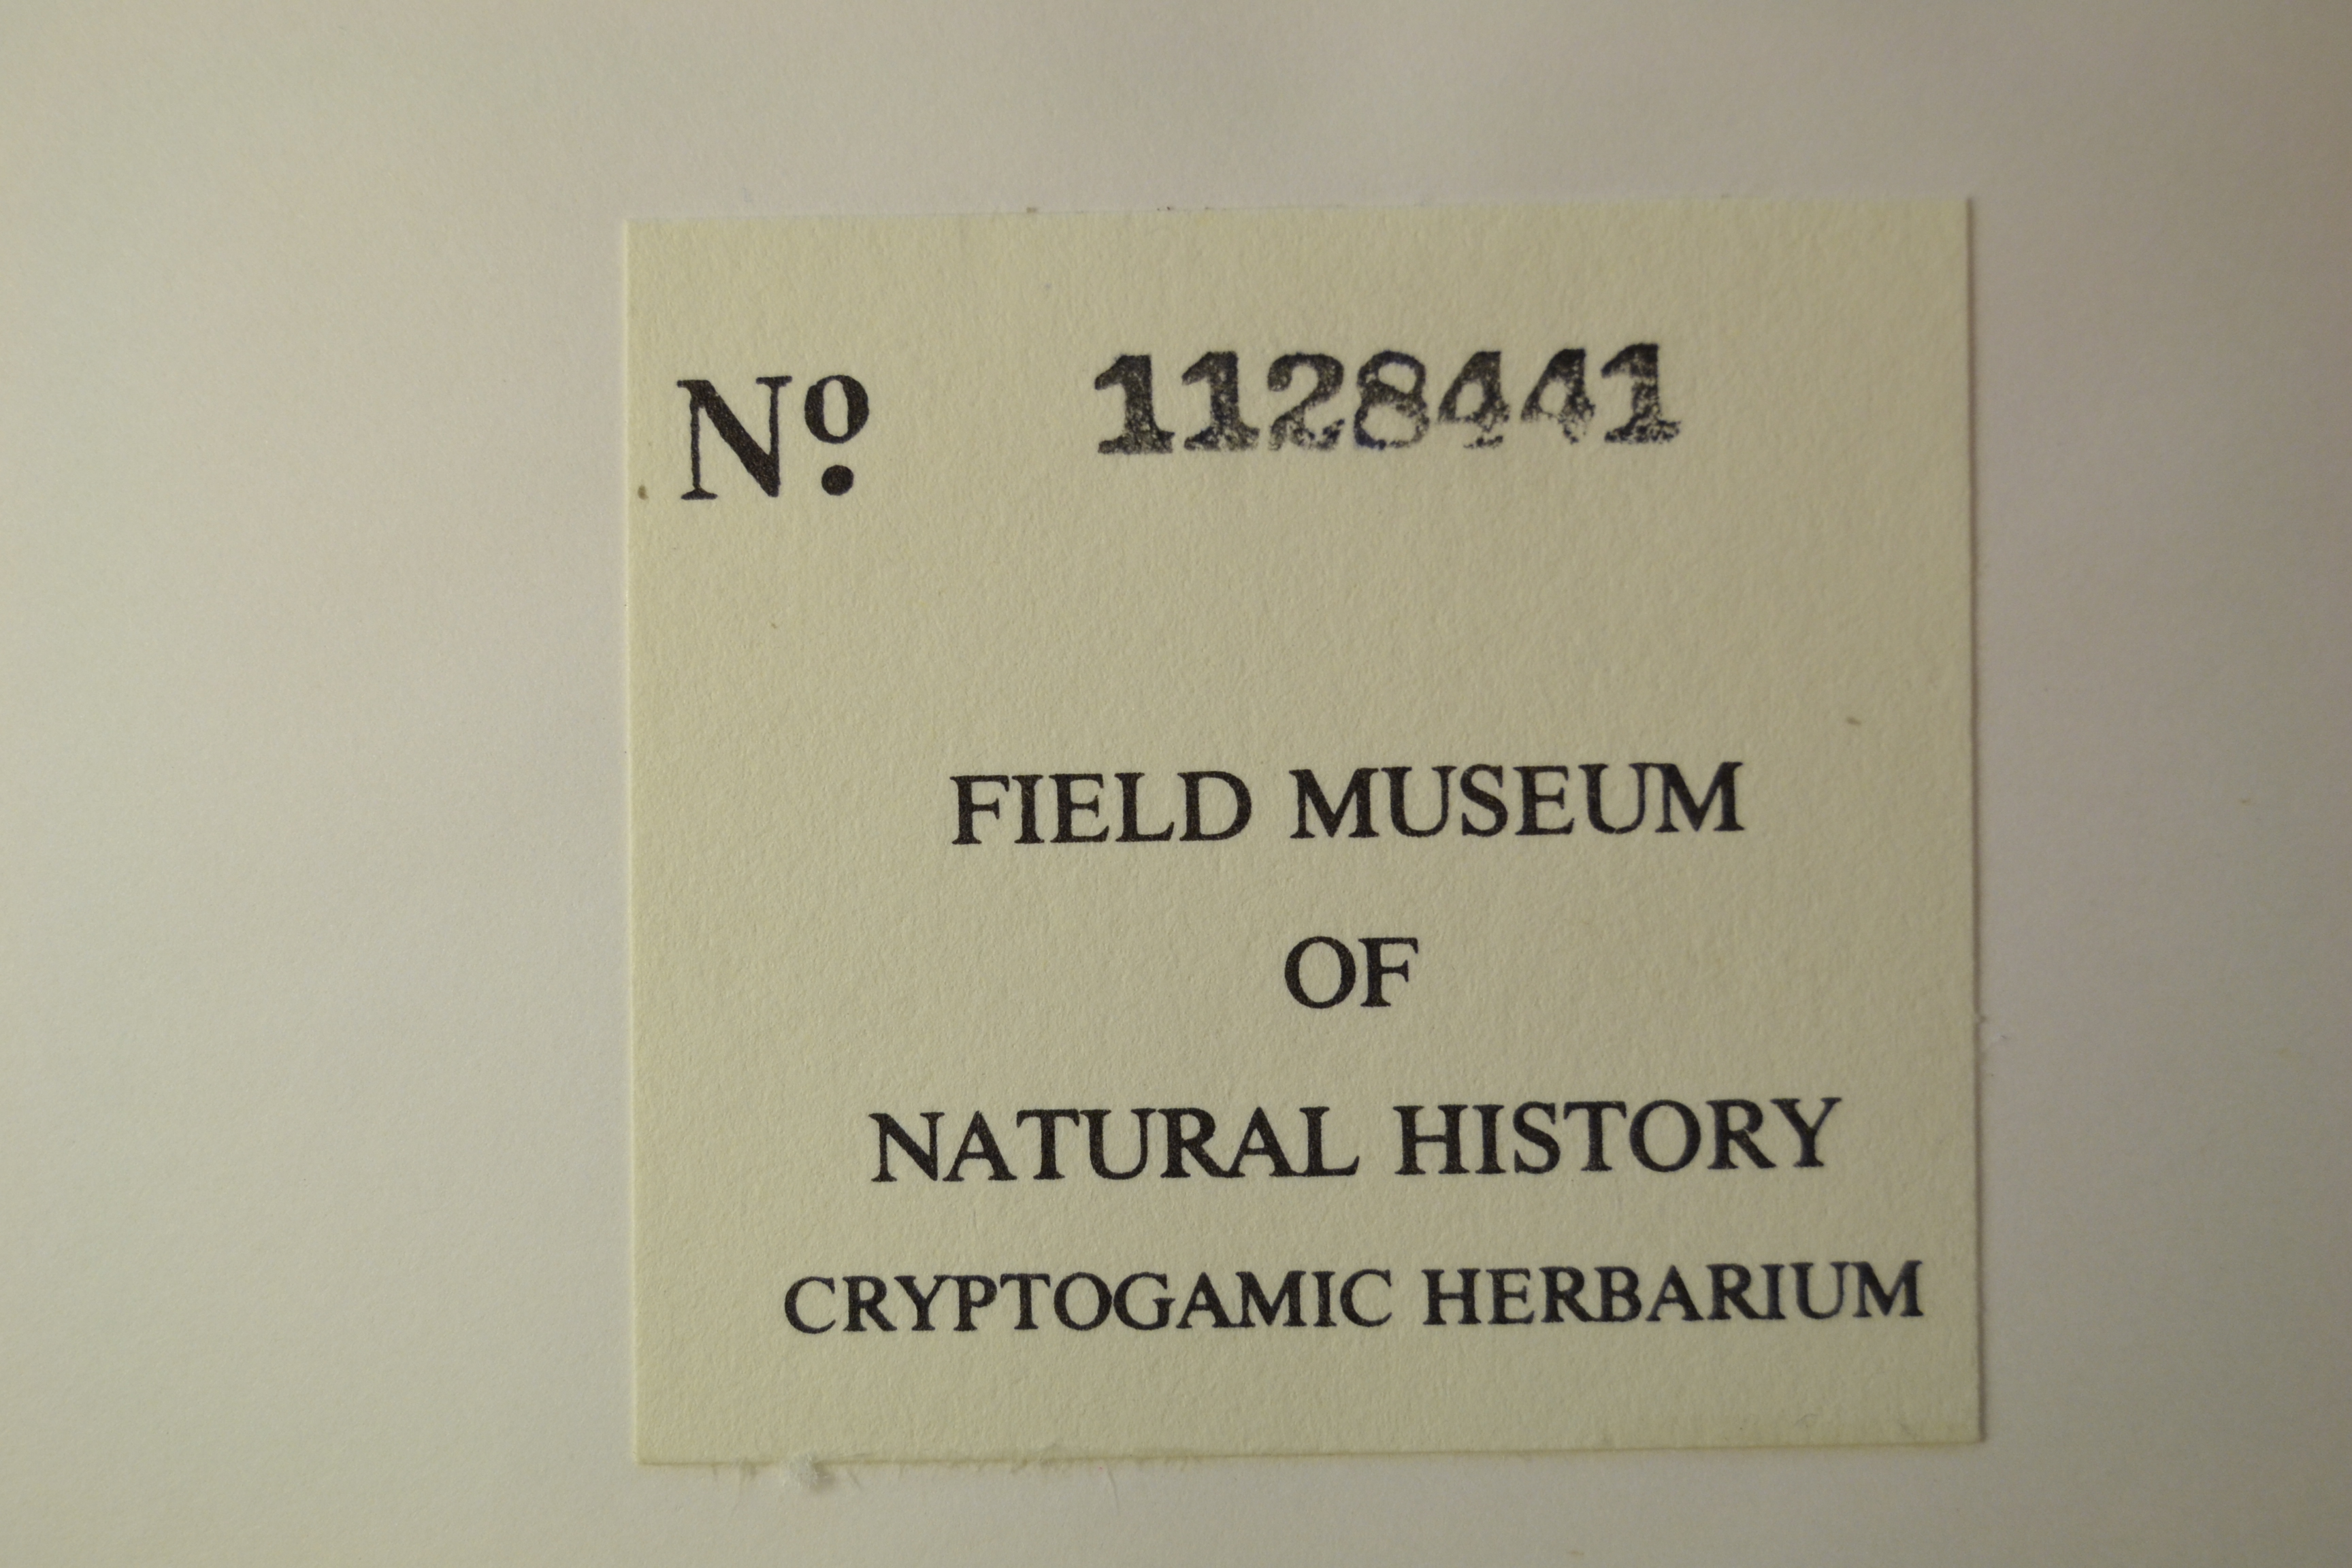 Nº 1128441
FIELD MUSEUM
OF
NATURAL HISTORY
CRYPTOGAMIC HERBARIUM